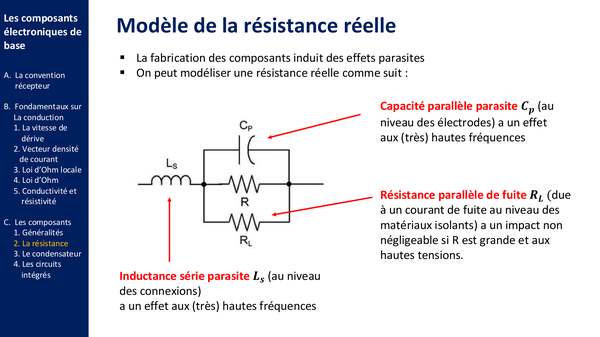 Les composants
électroniques de
base
A. La convention
récepteur
B. Fondamentaux sur
La conduction
1. La vitesse de
dérive
2. Vecteur densité
de courant
3. Loi d'Ohm locale
4. Loi d'Ohm
5. Conductivité et
résistivité
C. Les composants
1. Généralités
2. La résistance
3. Le condensateur
4. Les circuits
intégrés
Modèle de la résistance réelle
▪ La fabrication des composants induit des effets parasites
▪ On peut modéliser une résistance réelle comme suit :
Capacité parallèle parasite Cp (au
niveau des électrodes) a un effet
aux (très) hautes fréquences
CP
LS
R
RL
Résistance parallèle de fuite RL (due
à un courant de fuite au niveau des
matériaux isolants) a un impact non
négligeable si R est grande et aux
hautes tensions.
Inductance série parasite Ls (au niveau
des connexions)
a un effet aux (très) hautes fréquences